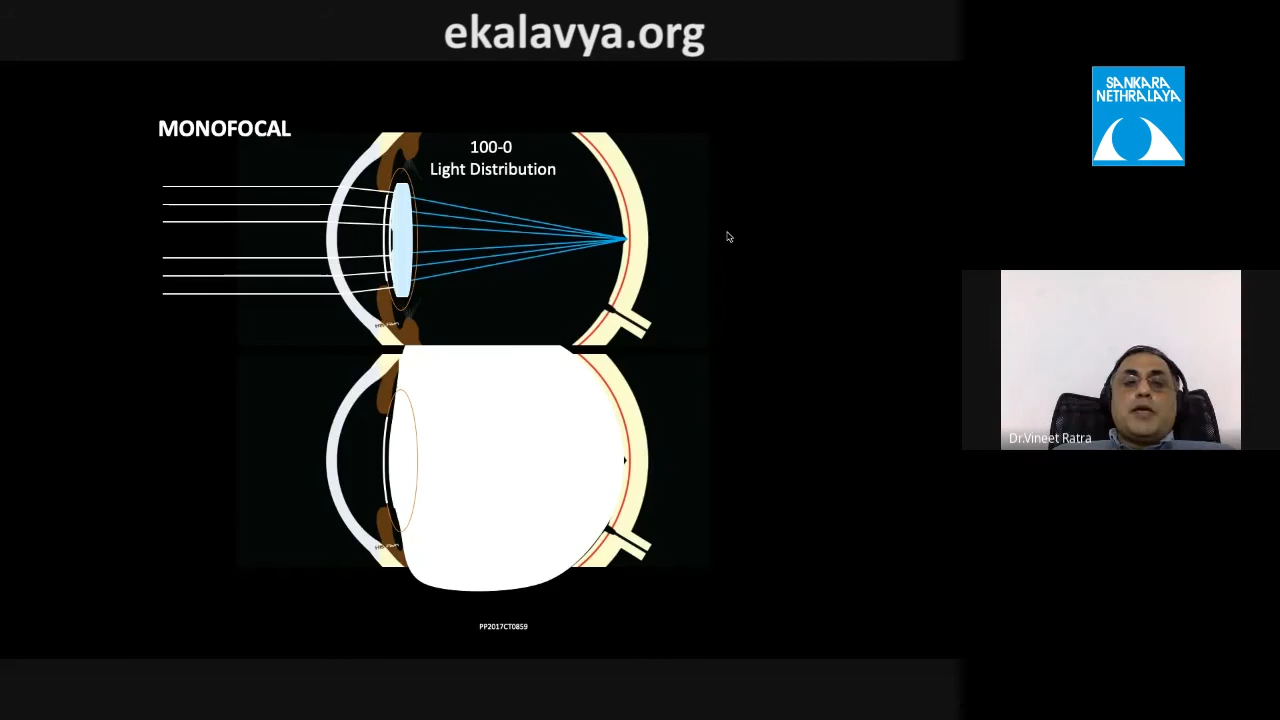 ekalavya.org
SANKARA
NETHRALAYA
MONOFOCAL
100-0
Light Distribution
Dr.Vineet Ratra
PP2017CT0859